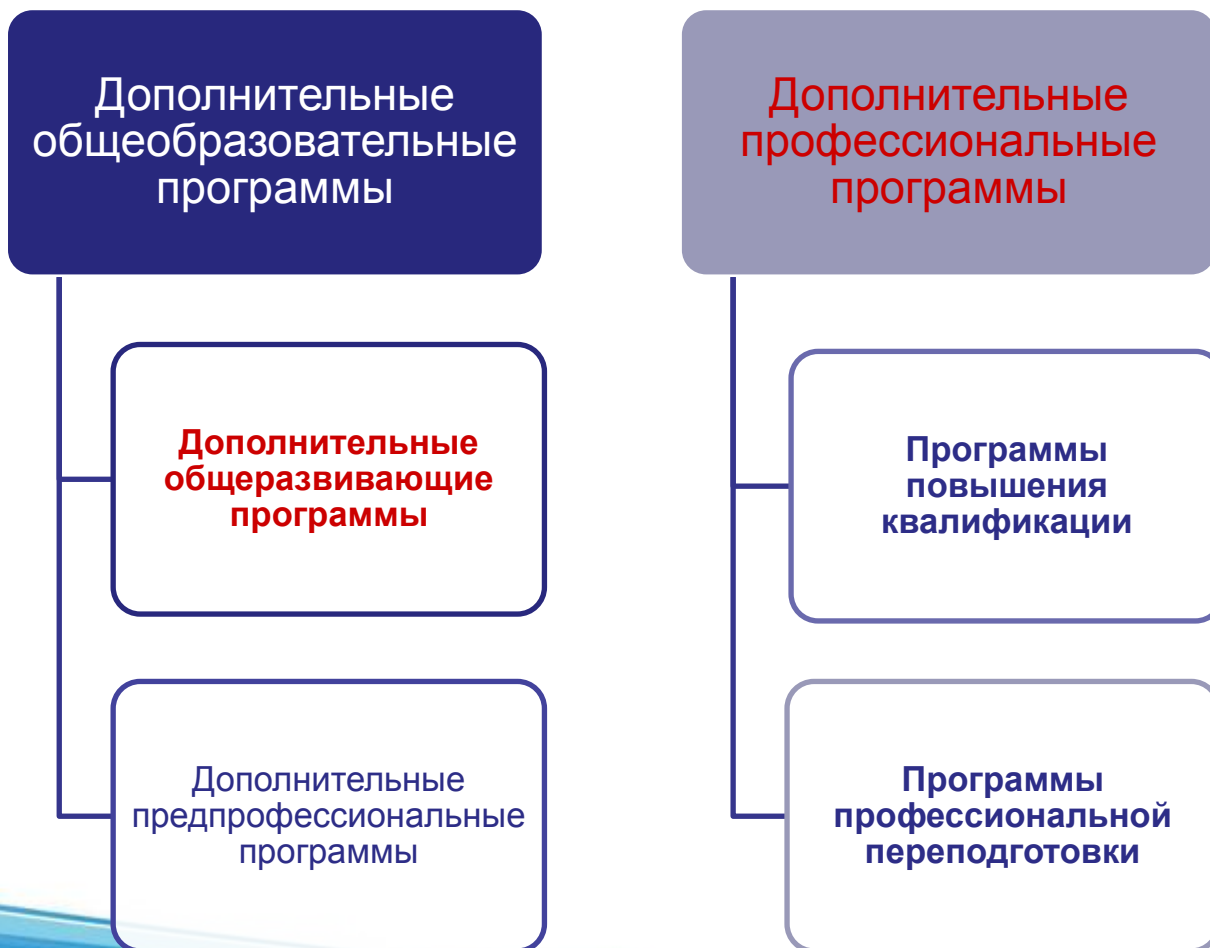 Дополнительные
общеобразовательные
программы
Дополнительные
общеразвивающие
программы
Дополнительные
предпрофессиональные
программы
Дополнительные
профессиональные
программы
Программы
повышения
квалификации
Программы
профессиональной
переподготовки